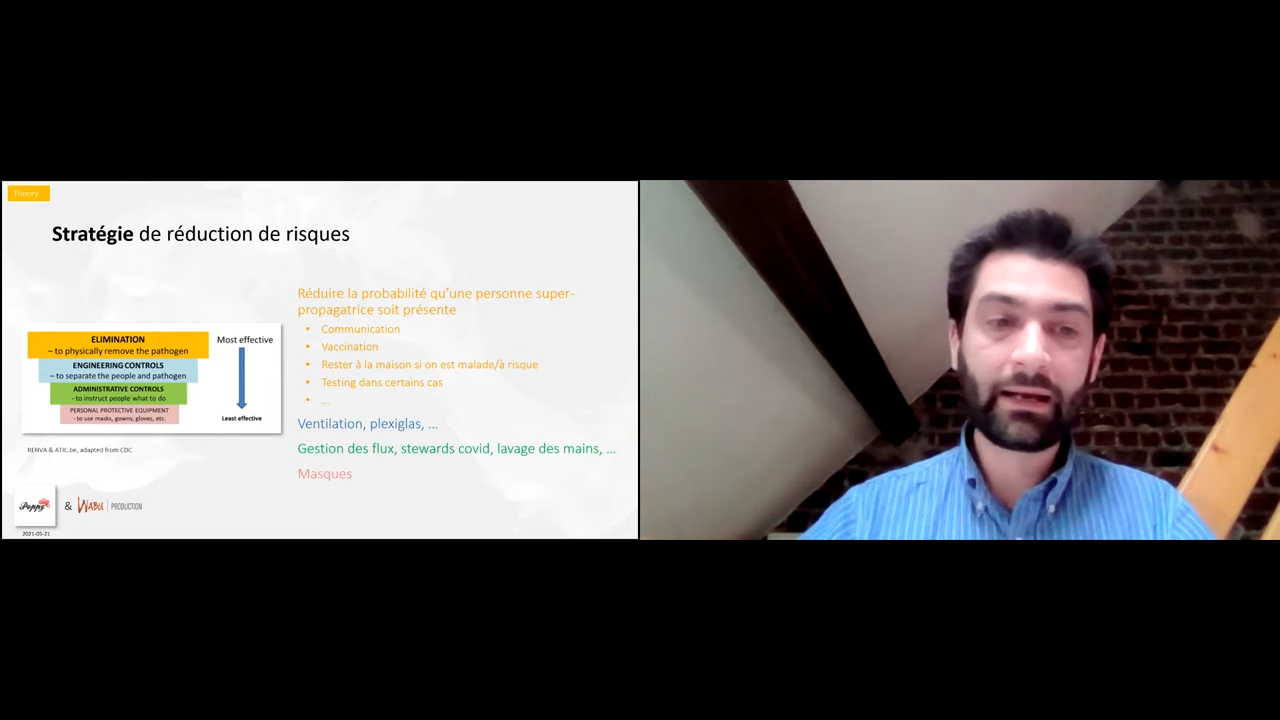 Theory
Stratégie de réduction de risques
Réduire la probabilité qu'une personne super-
propagatrice soit présente
• Communication
• Vaccination
• Rester à la maison si on est malade/à risque
• Testing dans certains cas
• ...
Ventilation, plexiglas, ...
Gestion des flux, stewards covid, lavage des mains, ...
Masques
ELIMINATION
– to physically remove the pathogen
ENGINEERING CONTROLS
– to separate the people and pathogen
ADMINISTRATIVE CONTROLS
- to instruct people what to do
PERSONAL PROTECTIVE EQUIPMENT
- to use masks, gowns, gloves, etc.
Most effective
Least effective
REHVA & ATIC.be, adapted from CDC
Poppy & WABU | PRODUCTION
2021-05-21